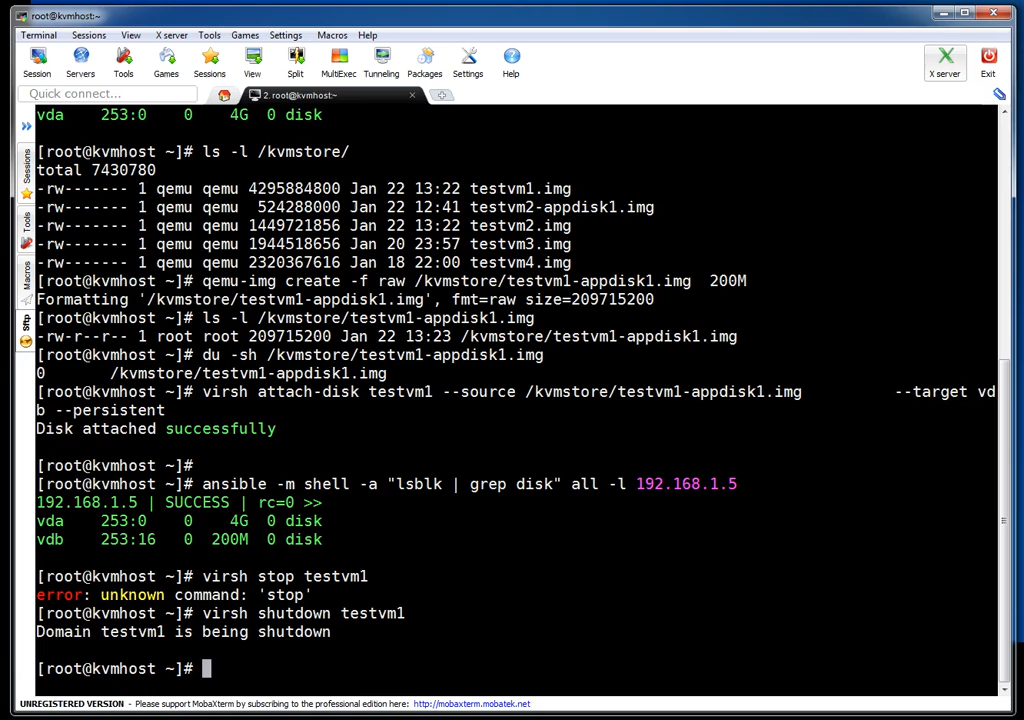 root@kvmhost:~
Terminal Sessions View X server Tools Games Settings Macros Help
Session Servers Tools Games Sessions View Split MultiExec Tunneling Packages Settings Help X server Exit
Quick connect... 2. root@kvmhost:~
Sessions
Tools
Macros
Sftp
vda    253:0    0    4G  0 disk
[root@kvmhost ~]# ls -l /kvmstore/
total 7430780
-rw------- 1 qemu qemu 4295884800 Jan 22 13:22 testvm1.img
-rw------- 1 qemu qemu  524288000 Jan 22 12:41 testvm2-appdisk1.img
-rw------- 1 qemu qemu 1449721856 Jan 22 13:22 testvm2.img
-rw------- 1 qemu qemu 1944518656 Jan 20 23:57 testvm3.img
-rw------- 1 qemu qemu 2320367616 Jan 18 22:00 testvm4.img
[root@kvmhost ~]# qemu-img create -f raw /kvmstore/testvm1-appdisk1.img  200M
Formatting '/kvmstore/testvm1-appdisk1.img', fmt=raw size=209715200
[root@kvmhost ~]# ls -l /kvmstore/testvm1-appdisk1.img
-rw-r--r-- 1 root root 209715200 Jan 22 13:23 /kvmstore/testvm1-appdisk1.img
[root@kvmhost ~]# du -sh /kvmstore/testvm1-appdisk1.img
0       /kvmstore/testvm1-appdisk1.img
[root@kvmhost ~]# virsh attach-disk testvm1 --source /kvmstore/testvm1-appdisk1.img          --target vd
b --persistent
Disk attached successfully
[root@kvmhost ~]#
[root@kvmhost ~]# ansible -m shell -a "lsblk | grep disk" all -l 192.168.1.5
192.168.1.5 | SUCCESS | rc=0 >>
vda    253:0    0    4G  0 disk
vdb    253:16   0  200M  0 disk
[root@kvmhost ~]# virsh stop testvm1
error: unknown command: 'stop'
[root@kvmhost ~]# virsh shutdown testvm1
Domain testvm1 is being shutdown
[root@kvmhost ~]#
UNREGISTERED VERSION - Please support MobaXterm by subscribing to the professional edition here: http://mobaxterm.mobatek.net